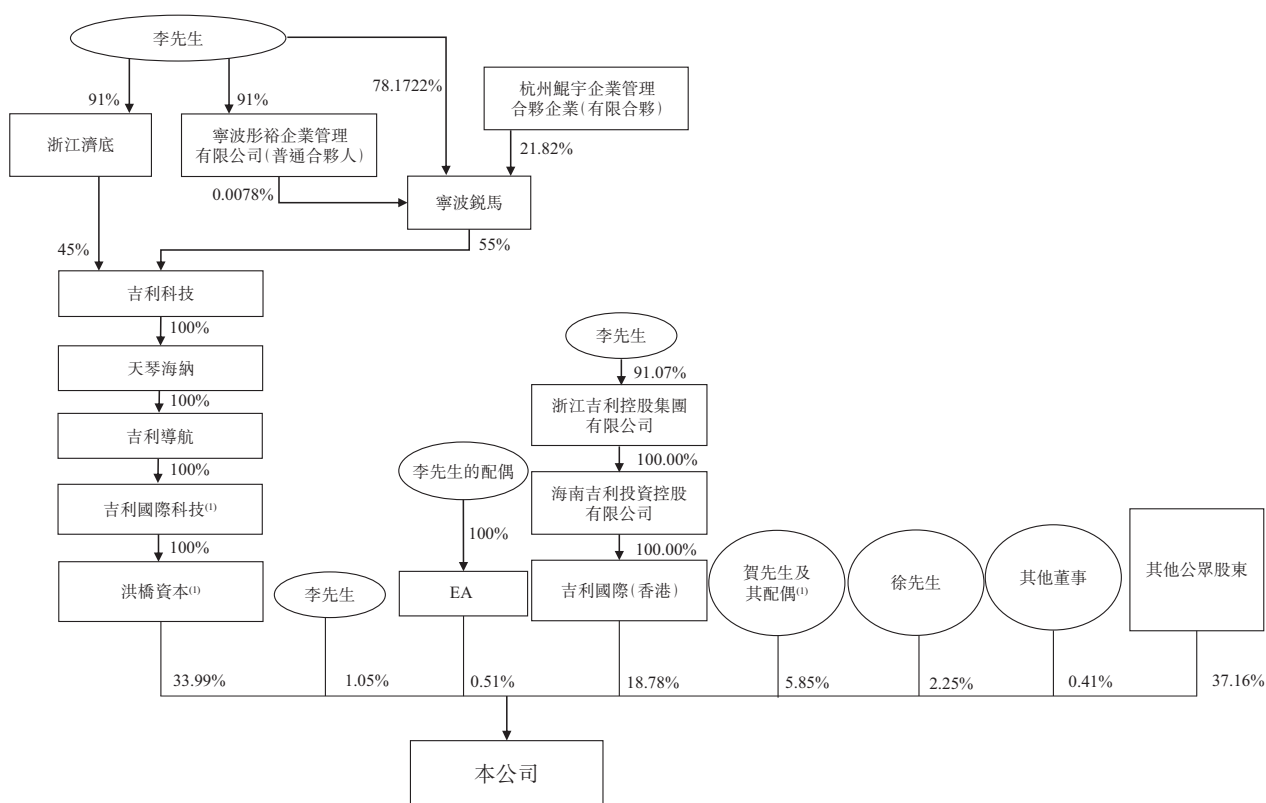 李先生
78.1722%
杭州鯤宇企業管理
合夥企業(有限合夥)
91%
91%
浙江濟底
寧波彤裕企業管理
有限公司(普通合夥人)
21.82%
0.0078%
寧波銳馬
45%
55%
吉利科技
100%
李先生
天琴海納
91.07%
100%
浙江吉利控股集團
有限公司
吉利導航
100%
100.00%
李先生的配偶
吉利國際科技(1)
海南吉利投資控股
有限公司
100%
100%
100.00%
洪橋資本(1)
李先生
EA
吉利國際(香港)
賀先生及
其配偶(1)
徐先生
其他董事
其他公眾股東
33.99%
1.05%
0.51%
18.78%
5.85%
2.25%
0.41%
37.16%
本公司